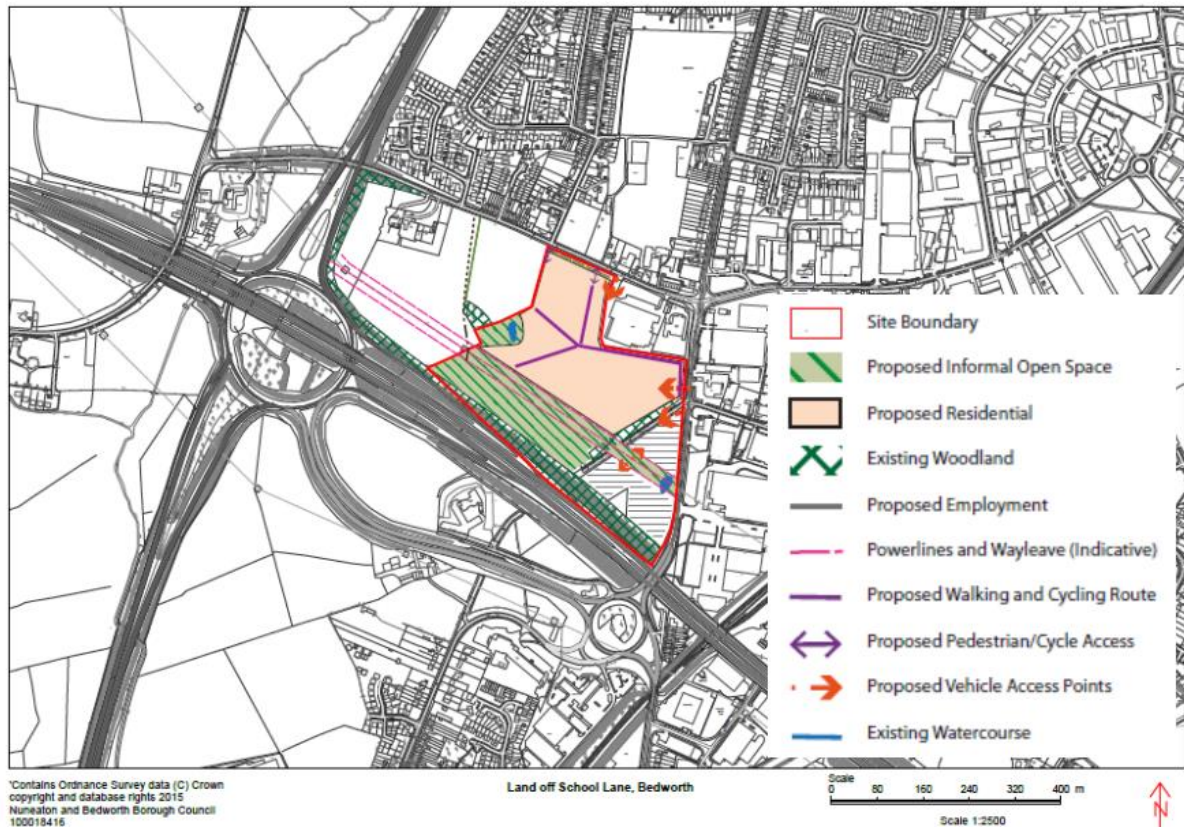 Site Boundary
Proposed Informal Open Space
Proposed Residential
Existing Woodland
Proposed Employment
Powerlines and Wayleave (Indicative)
Proposed Walking and Cycling Route
Proposed Pedestrian/Cycle Access
Proposed Vehicle Access Points
Existing Watercourse
'Contains Ordnance Survey data (C) Crown
copyright and database rights 2015
Nuneaton and Bedworth Borough Council
100018416
Land off School Lane, Bedworth
Scale
0 80 160 240 320 400 m
Scale 1:2500
N